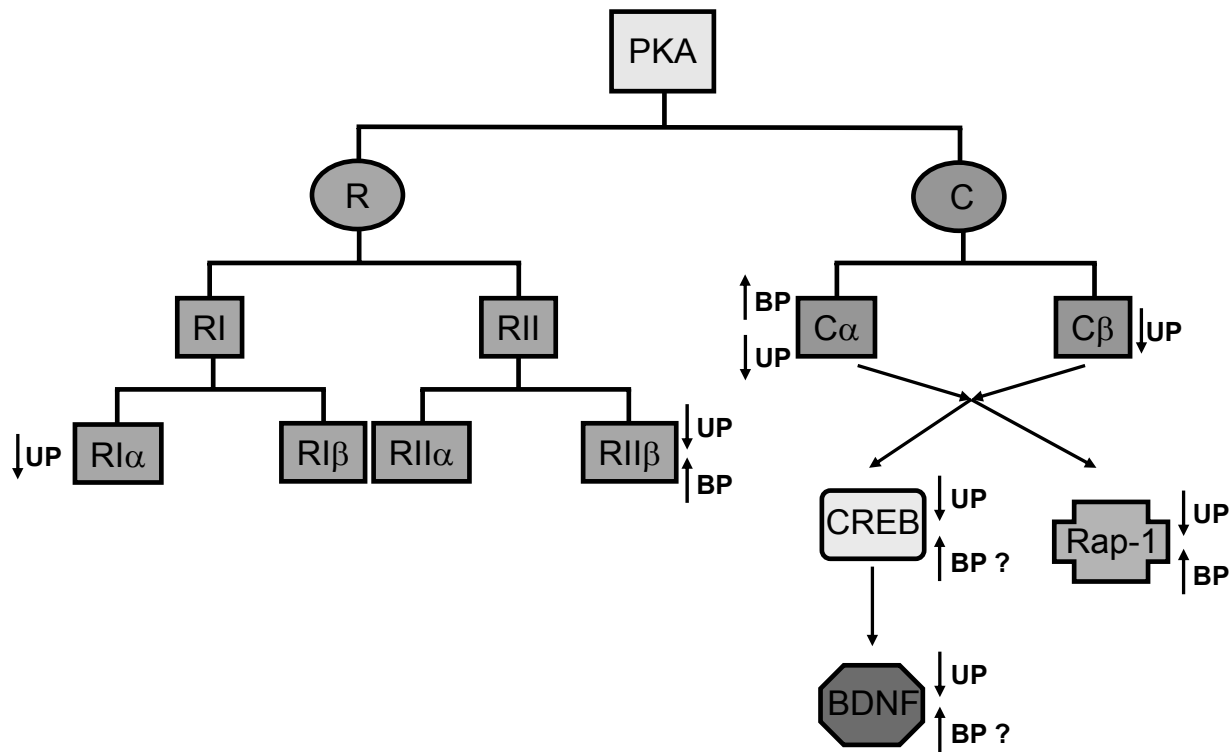 PKA
R
C
RI
RII
BP
UP
Cα
Cβ
UP
UP
RIα
RIβ
RIIα
RIIβ
UP
BP
CREB
UP
BP ?
Rap-1
UP
BP
BDNF
UP
BP ?